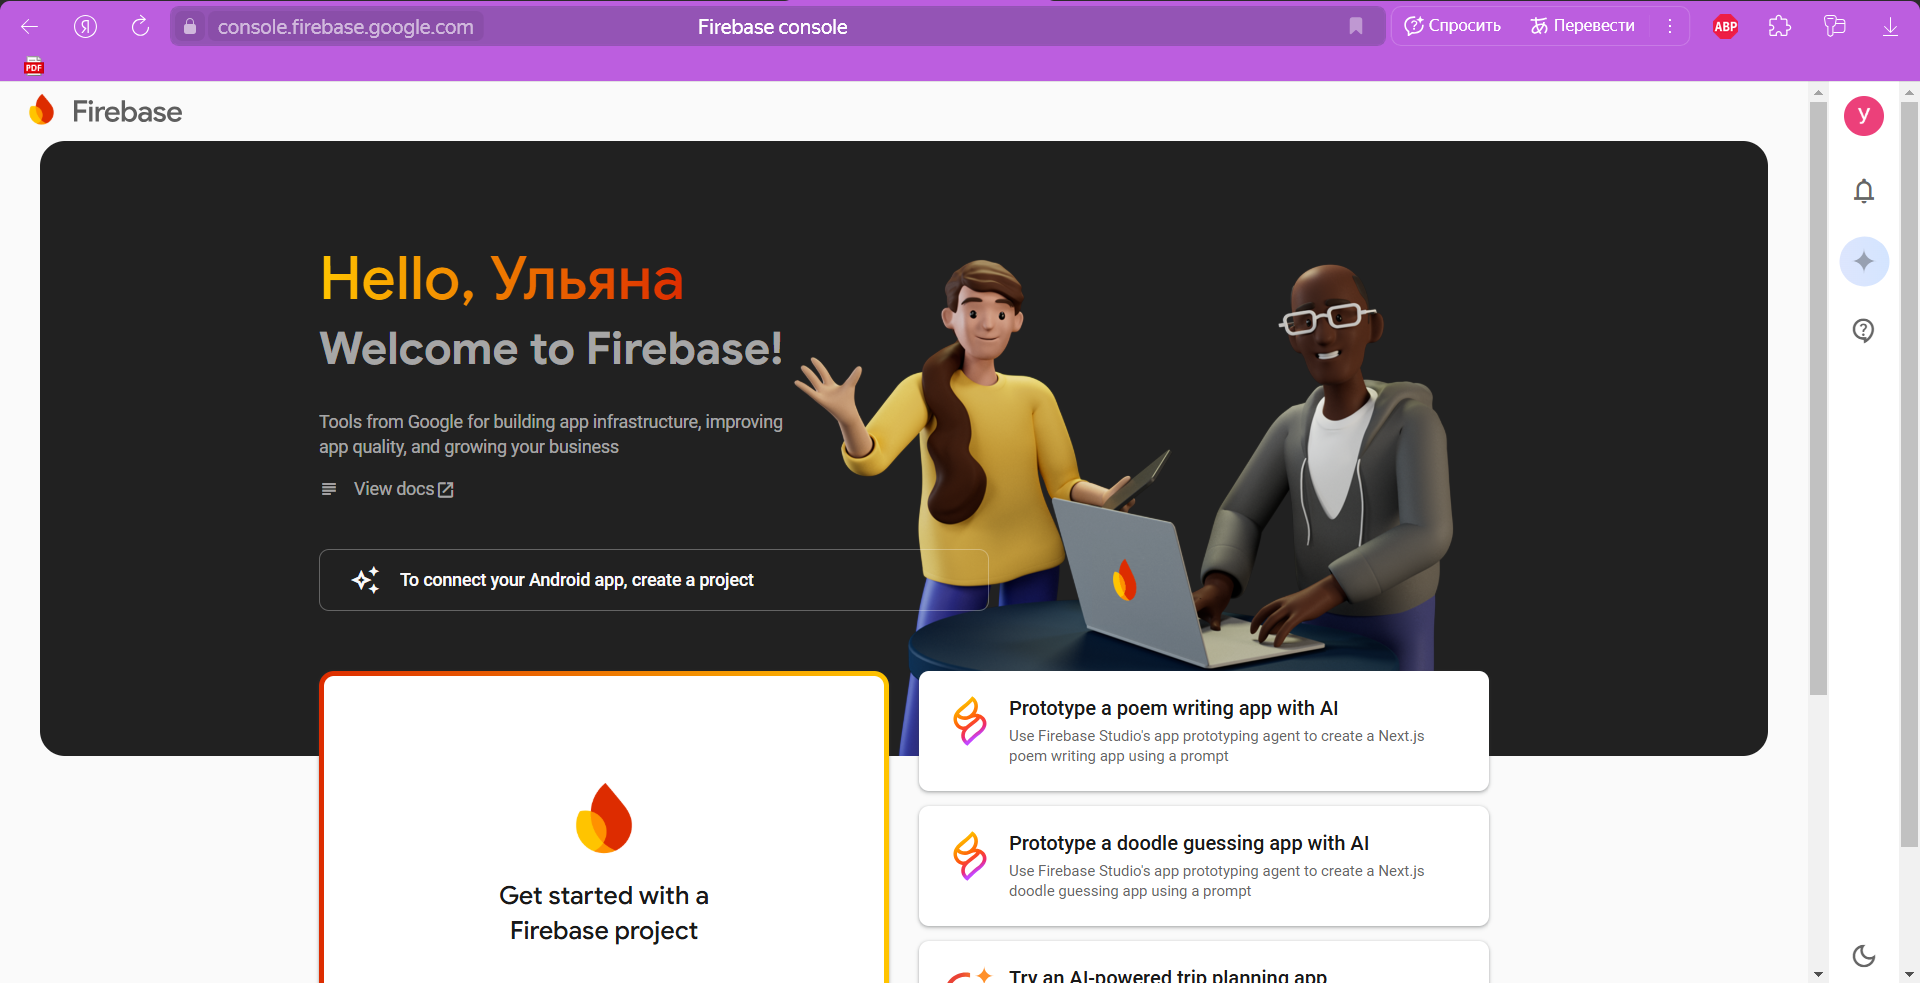 Я
console.firebase.google.com
Firebase console
Спросить
Перевести
ABP
PDF
Firebase
У
Hello, Ульяна
Welcome to Firebase!
Tools from Google for building app infrastructure, improving
app quality, and growing your business
View docs
To connect your Android app, create a project
Get started with a
Firebase project
Prototype a poem writing app with AI
Use Firebase Studio's app prototyping agent to create a Next.js
poem writing app using a prompt
Prototype a doodle guessing app with AI
Use Firebase Studio's app prototyping agent to create a Next.js
doodle guessing app using a prompt
Try an AI-powered trip planning app